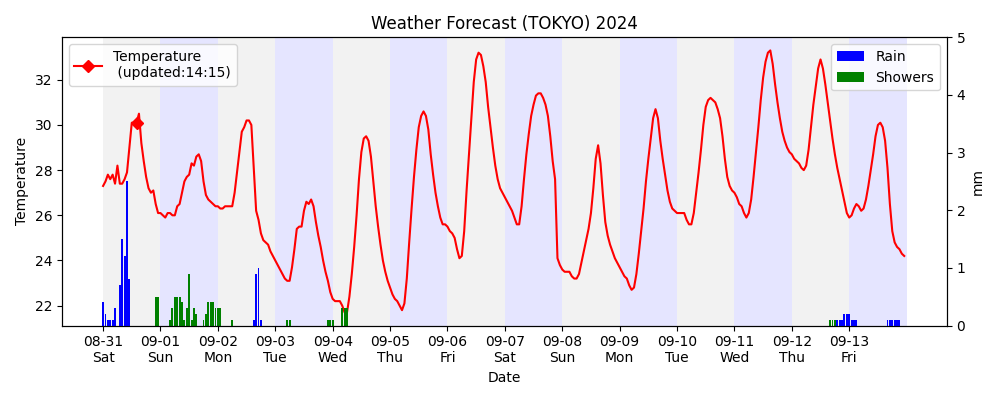 Weather Forecast (TOKYO) 2024
Temperature
(updated:14:15)
Rain
Showers
Temperature
32
30
28
26
24
22
5
4
3
2
1
0
mm
08-31 09-01 09-02 09-03 09-04 09-05 09-06 09-07 09-08 09-09 09-10 09-11 09-12 09-13
Sat Sun Mon Tue Wed Thu Fri Sat Sun Mon Tue Wed Thu Fri
Date